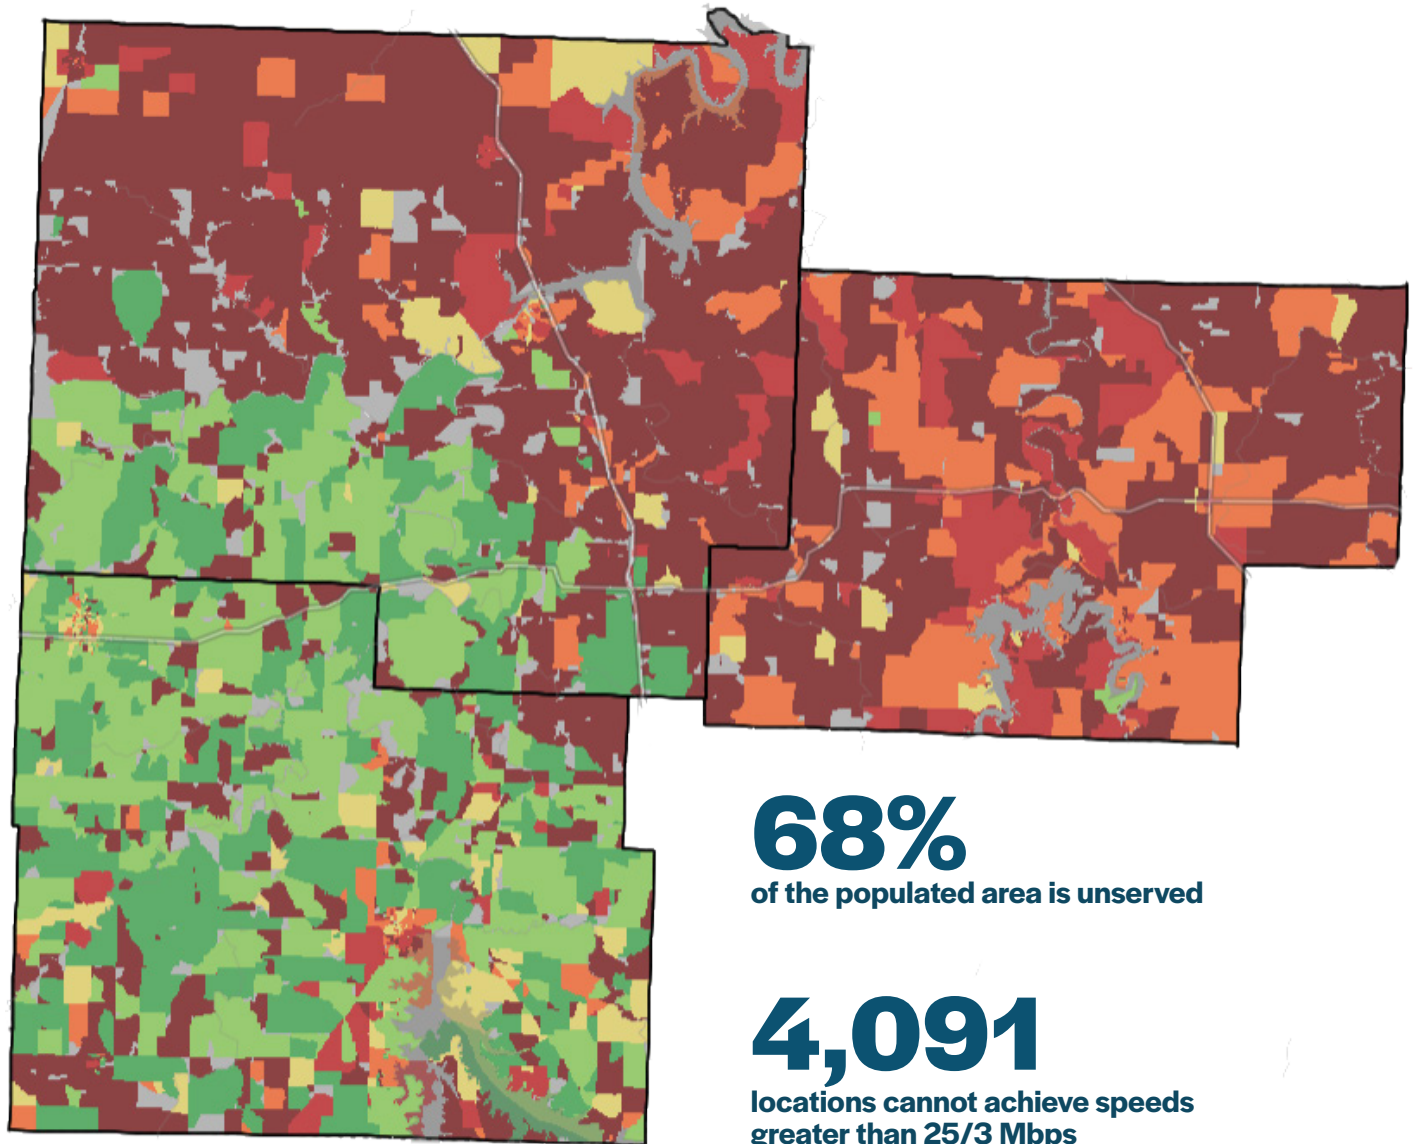 68%
of the populated area is unserved
4,091
locations cannot achieve speeds
greater than 25/3 Mbps